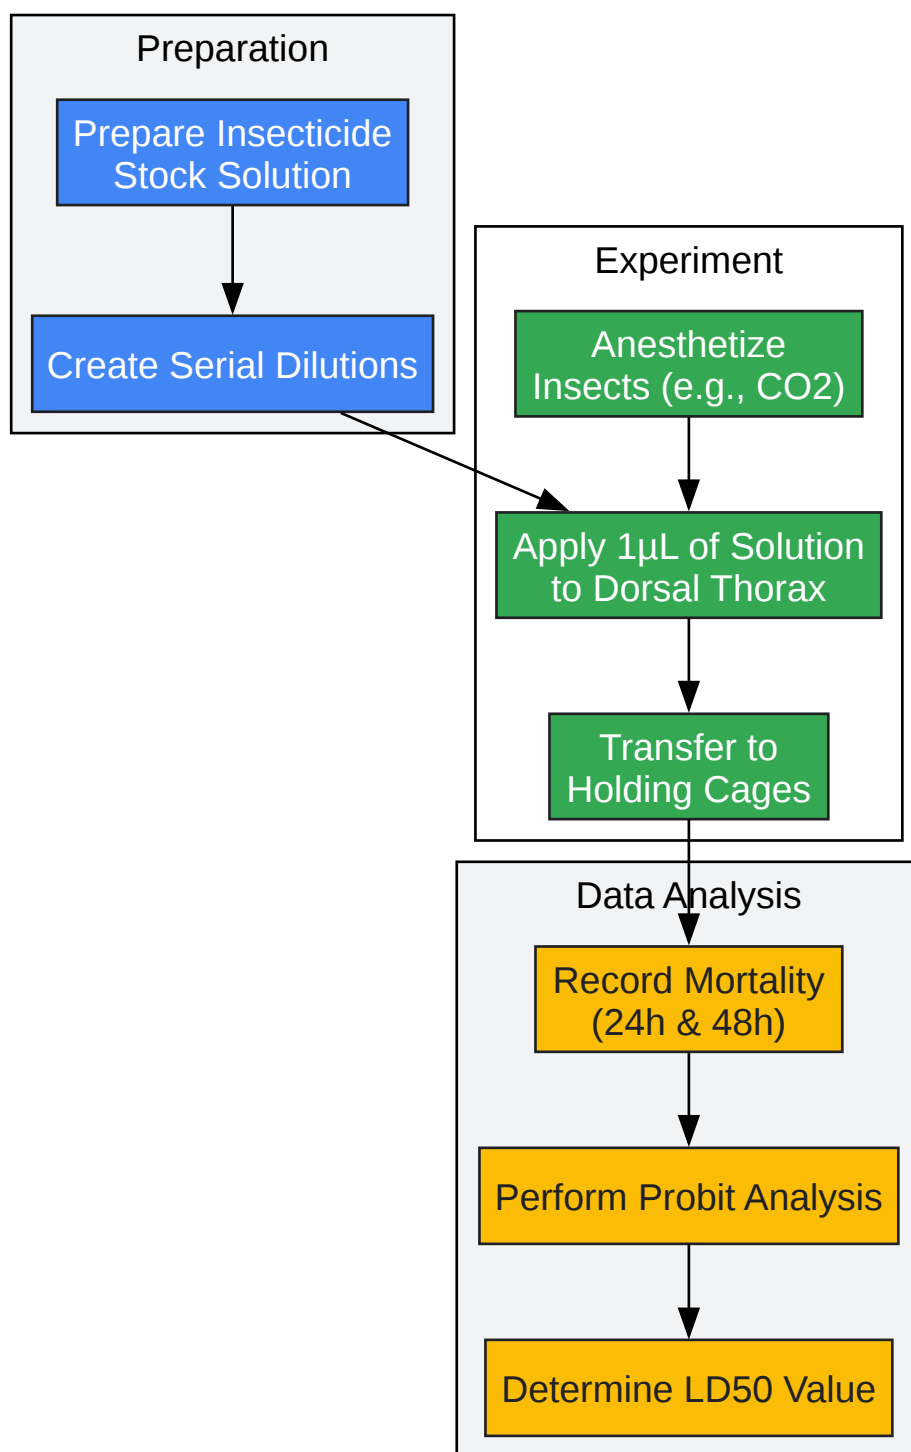 Preparation
Prepare Insecticide
Stock Solution
Create Serial Dilutions
Experiment
Anesthetize
Insects (e.g., CO2)
Apply 1µL of Solution
to Dorsal Thorax
Transfer to
Holding Cages
Data Analysis
Record Mortality
(24h & 48h)
Perform Probit Analysis
Determine LD50 Value